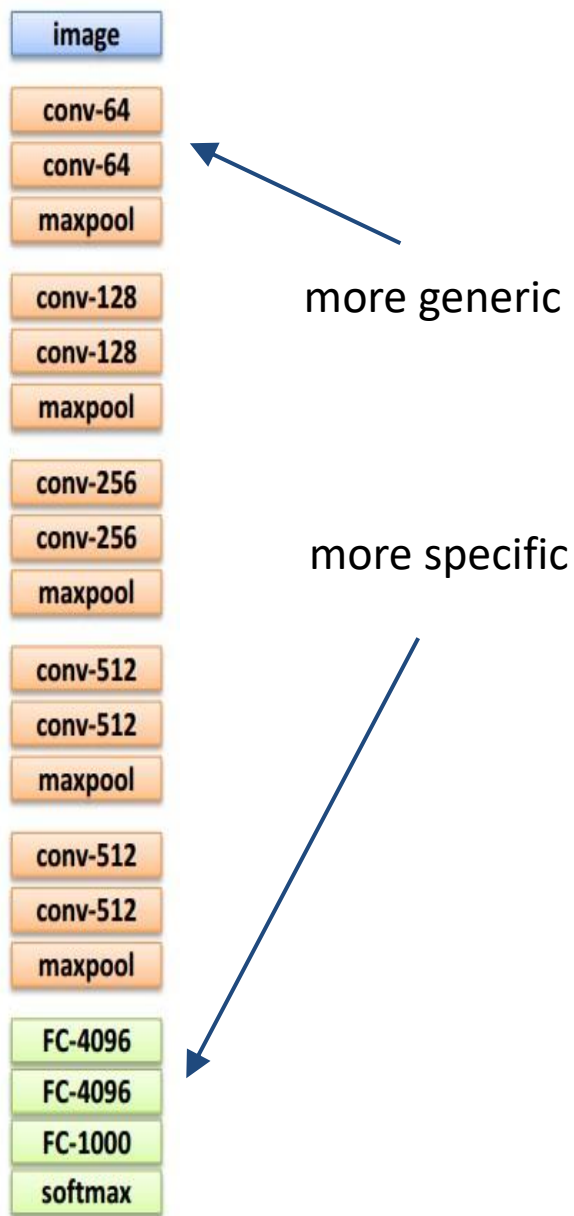 image
conv-64
conv-64
maxpool
more generic
conv-128
conv-128
maxpool
conv-256
conv-256
more specific
maxpool
conv-512
conv-512
maxpool
conv-512
conv-512
maxpool
FC-4096
FC-4096
FC-1000
softmax